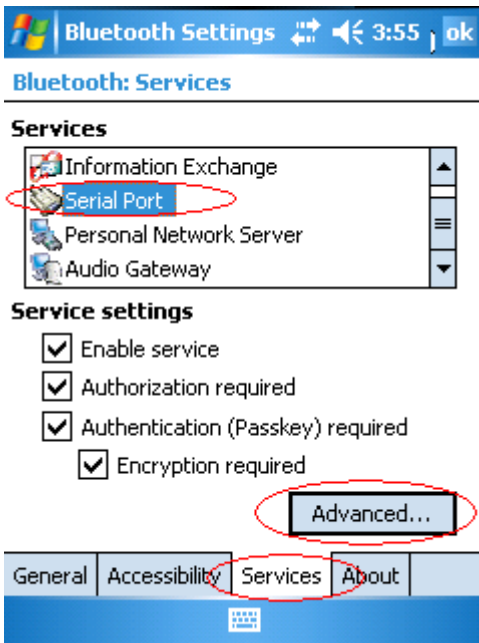 Bluetooth Settings 3:55 ok
Bluetooth: Services
Services
Information Exchange
Serial Port
Personal Network Server
Audio Gateway
Service settings
Enable service
Authorization required
Authentication (Passkey) required
Encryption required
Advanced...
General Accessibility Services About